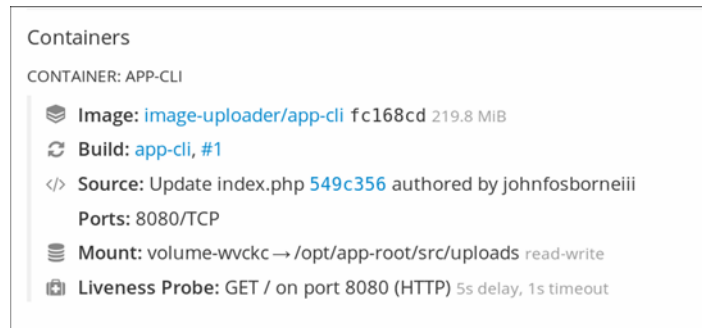 Containers
CONTAINER: APP-CLI
Image: image-uploader/app-cli fc168cd 219.8 MiB
Build: app-cli, #1
Source: Update index.php 549c356 authored by johnfosborneiii
Ports: 8080/TCP
Mount: volume-wvckc→/opt/app-root/src/uploads read-write
Liveness Probe: GET / on port 8080 (HTTP) 5s delay, 1s timeout